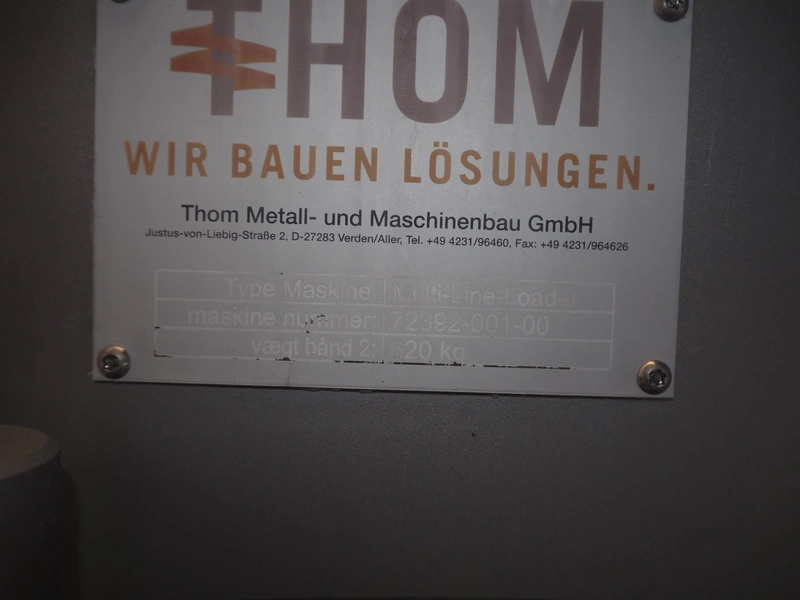 THOM
WIR BAUEN LÖSUNGEN.
Thom Metall- und Maschinenbau GmbH
Justus-von-Liebig-Straße 2, D-27283 Verden/Aller, Tel. +49 4231/96460, Fax: +49 4231/964626
Type Maskine: Multi-Line-Loader
maskine nummer: 72392-001-00
vægt bånd 2: kg